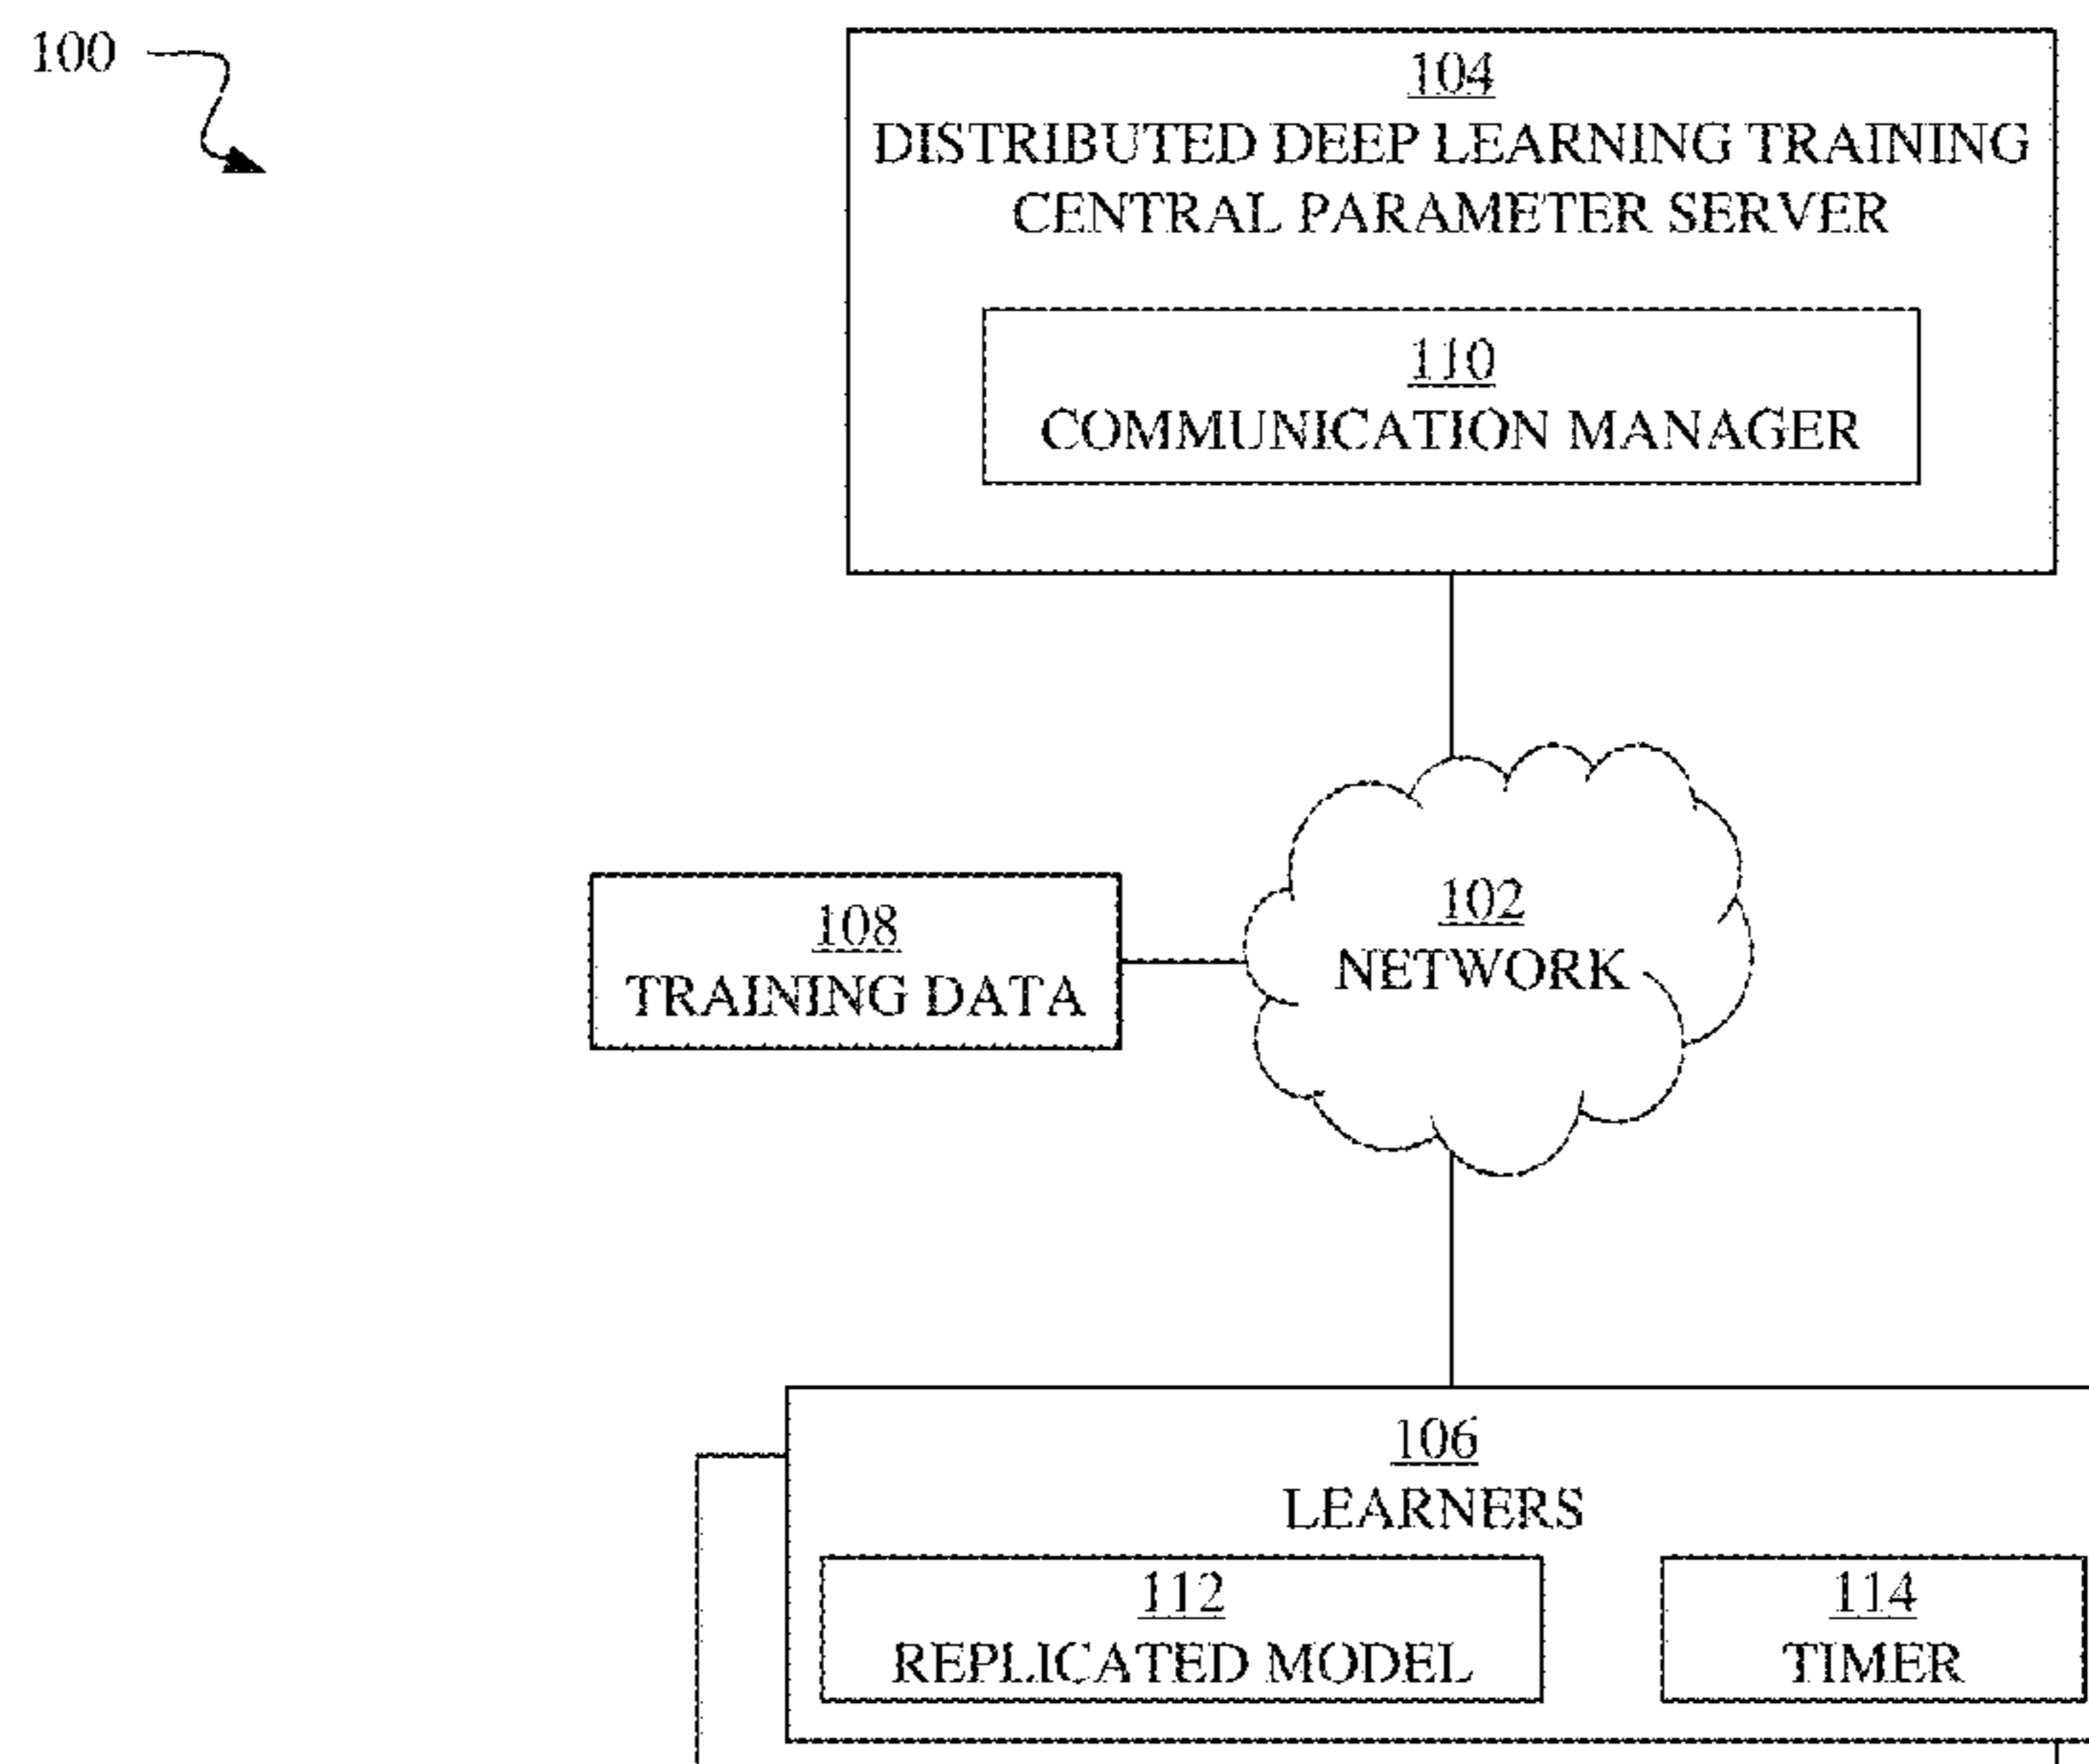 100
104
DISTRIBUTED DEEP LEARNING TRAINING
CENTRAL PARAMETER SERVER
110
COMMUNICATION MANAGER
108
TRAINING DATA
102
NETWORK
106
LEARNERS
112
REPLICATED MODEL
114
TIMER